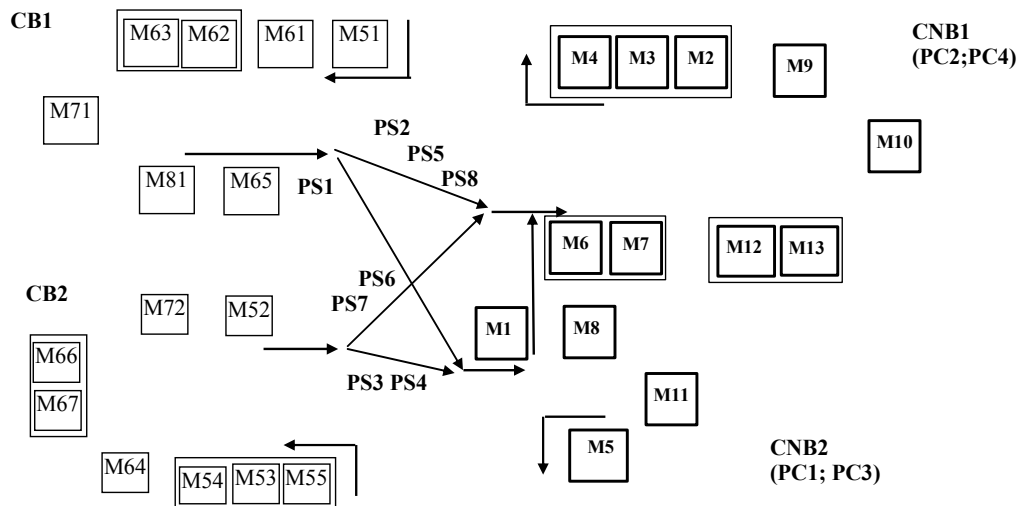 CB1
M63 M62 M61 M51
M4 M3 M2
M9
CNB1
(PC2;PC4)
M71
M10
PS2
PS5
PS8
M81 M65
PS1
M6 M7
M12 M13
CB2
PS6
PS7
M72 M52
M1 M8
M66
M67
PS3 PS4
M11
M5
CNB2
(PC1; PC3)
M64
M54 M53 M55